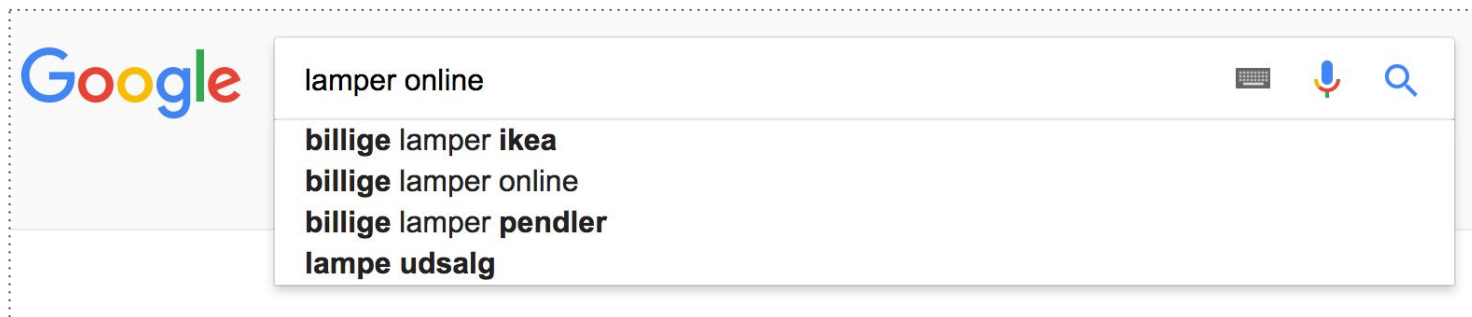 Google
lamper online
billige lamper ikea
billige lamper online
billige lamper pendler
lampe udsalg